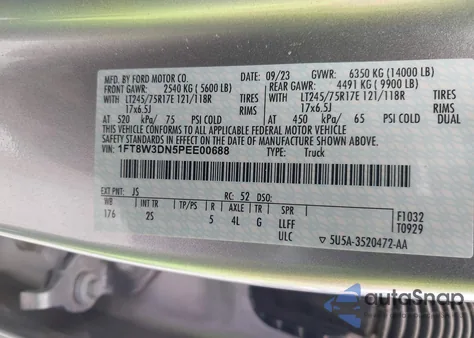 MFD. BY FORD MOTOR CO. 09/23 GVWR: 6350 KG (14000 LB)
FRONT GAWR: 2540 KG (5600 LB) REAR GAWR: 4491 KG (9900 LB)
WITH LT245/75R17E 121/118R TIRES WITH LT245/75R17E 121/118R TIRES
17x6.5J RIMS 17x6.5J RIMS
AT 520 kPa/ 75 PSI COLD AT 450 kPa/ 65 PSI COLD DUAL
THIS VEHICLE CONFORMS TO ALL APPLICABLE FEDERAL MOTOR VEHICLE
SAFETY STANDARDS IN EFFECT ON THE DATE OF MANUFACTURE SHOWN ABOVE.
VIN: 1FT8W3DN5PEE00688 TYPE: Truck
EXT PNT: JS RC: 52 DSO:
WB INT TR TP/PS R AXLE TR SPR F1032
176 2S 5 4L G LLFF T0929
ULC 5U5A-3520472-AA
autoSnap